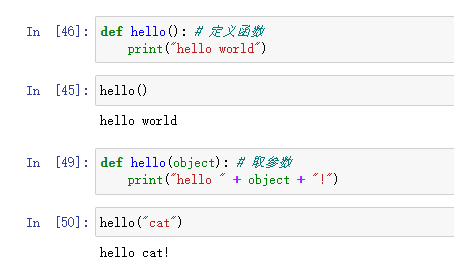 In [46]: def hello(): # 定义函数
    print("hello world")
In [45]: hello()
hello world
In [49]: def hello(object): # 取参数
    print("hello " + object + "!")
In [50]: hello("cat")
hello cat!